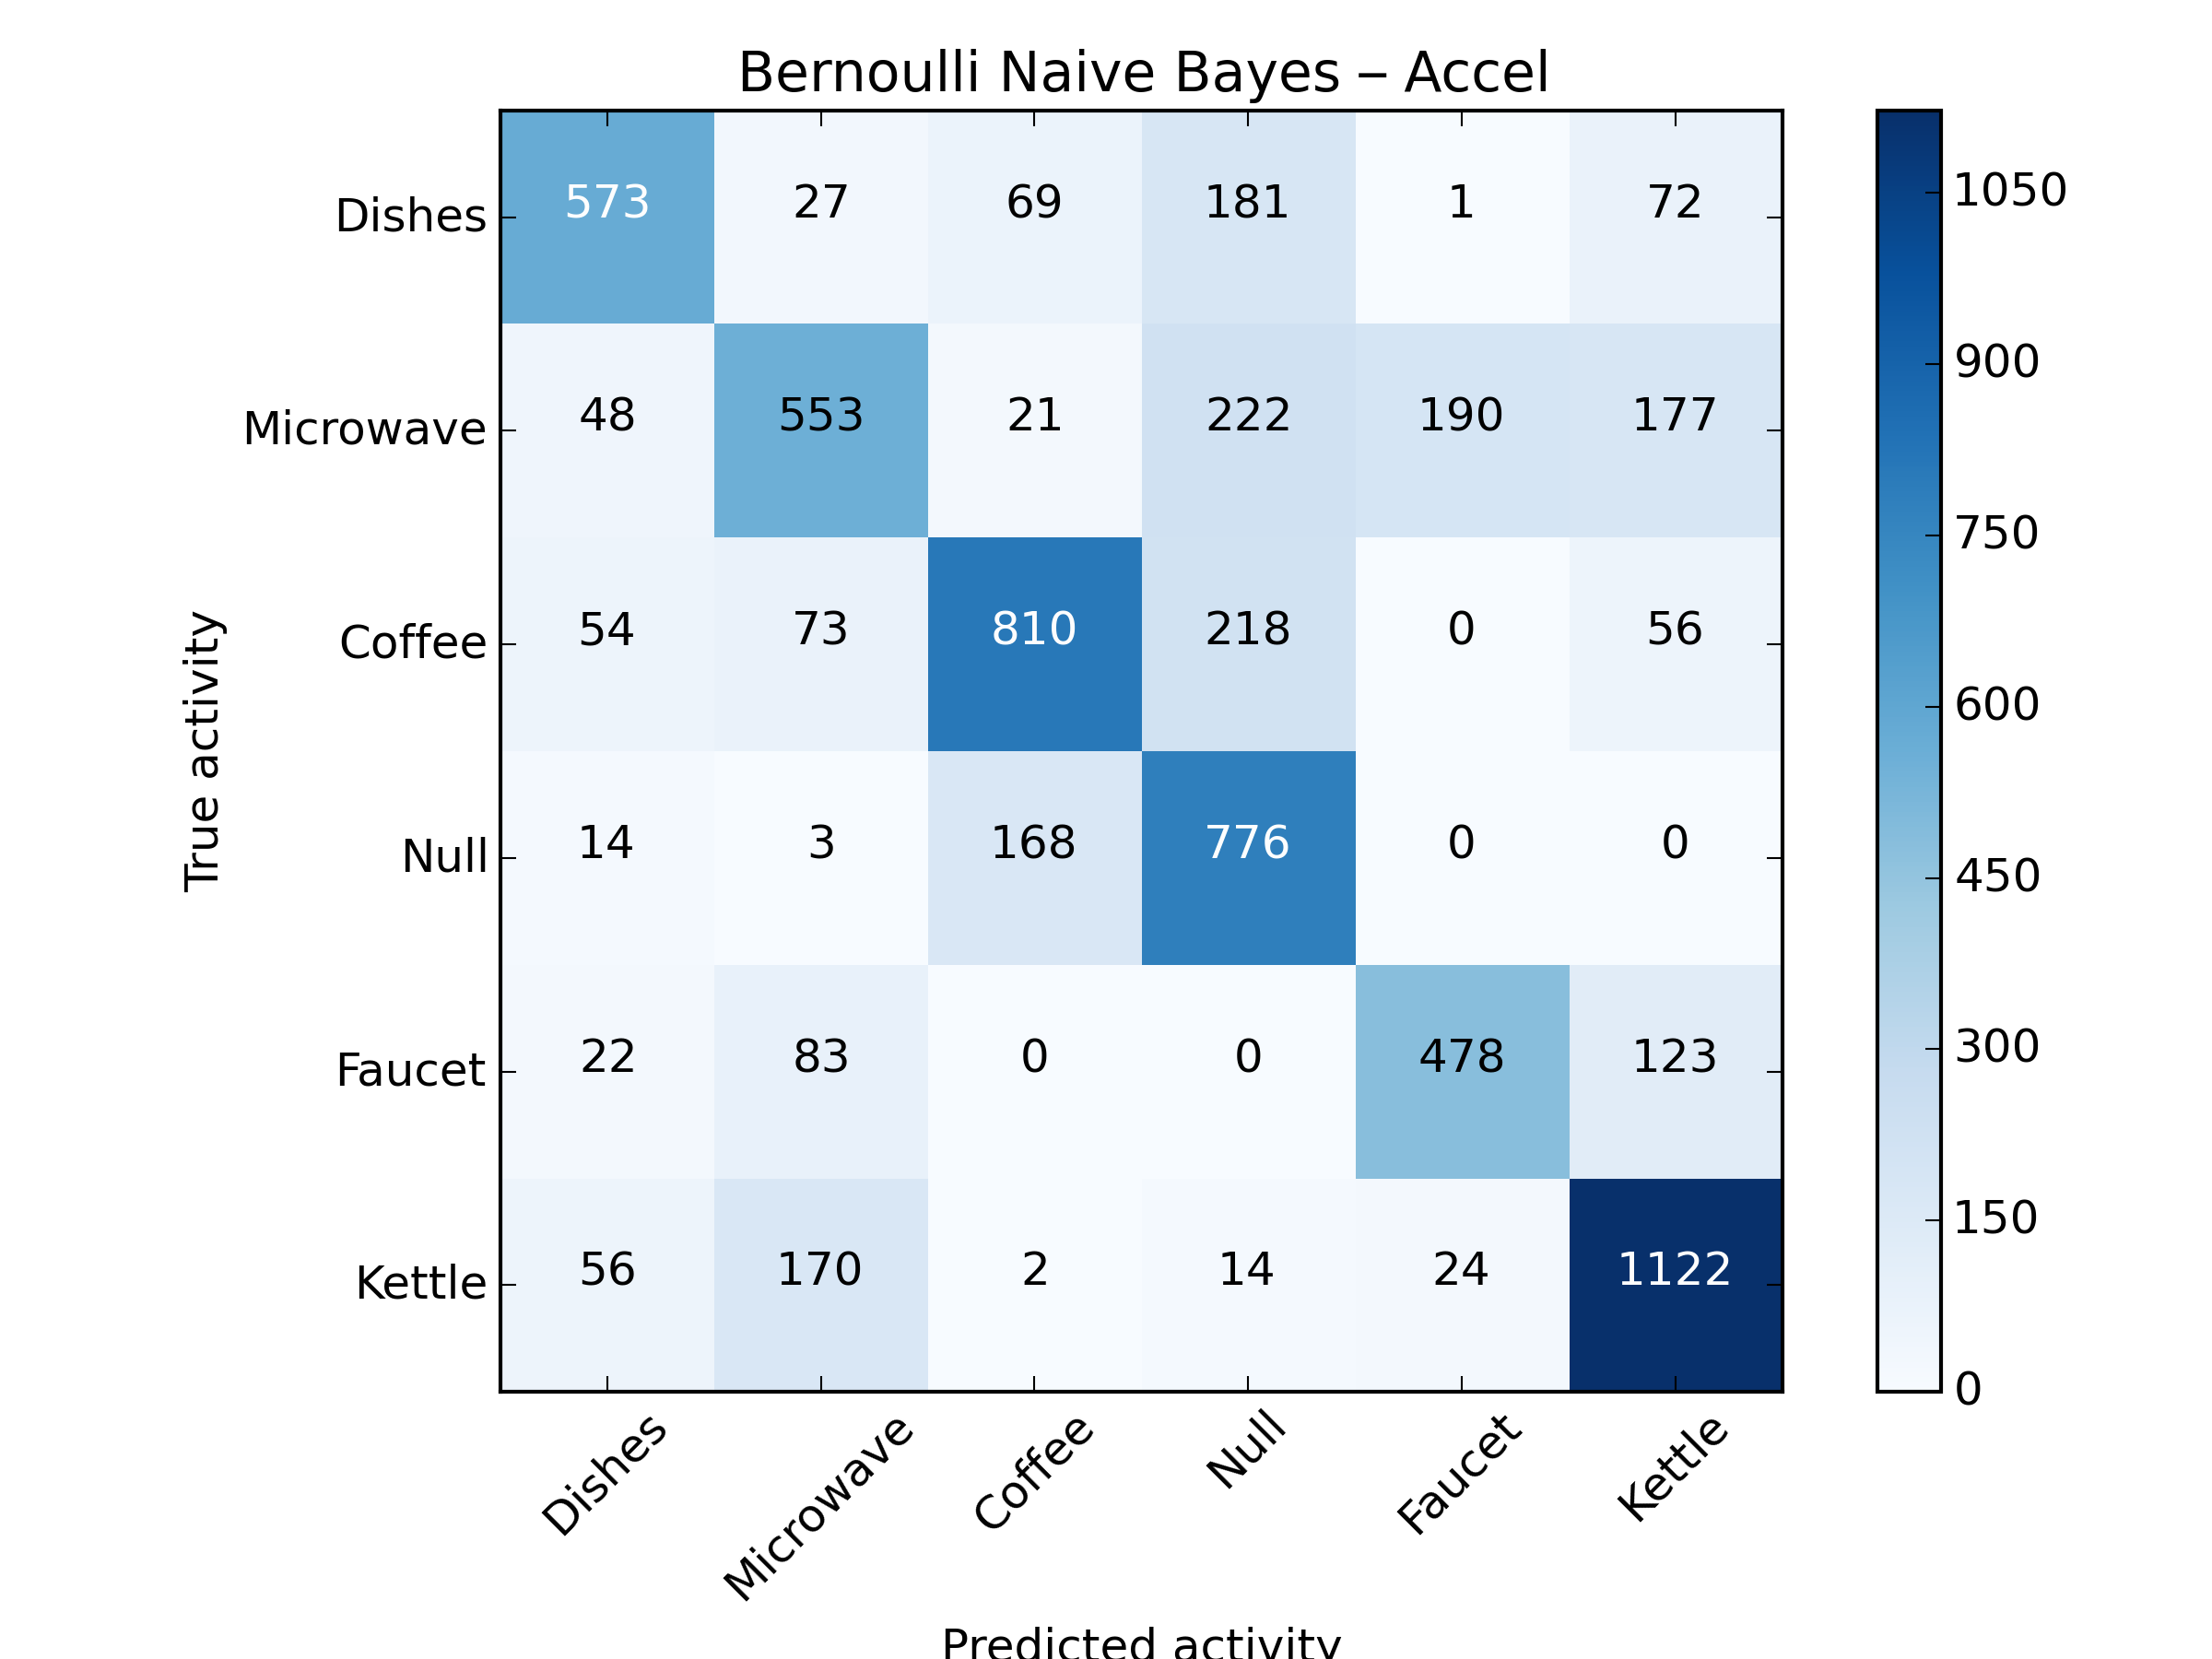 Bernoulli Naive Bayes – Accel
Dishes 573 27 69 181 1 72
Microwave 48 553 21 222 190 177
Coffee 54 73 810 218 0 56
Null 14 3 168 776 0 0
Faucet 22 83 0 0 478 123
Kettle 56 170 2 14 24 1122
True activity
Dishes Microwave Coffee Null Faucet Kettle
Predicted activity
1050
900
750
600
450
300
150
0